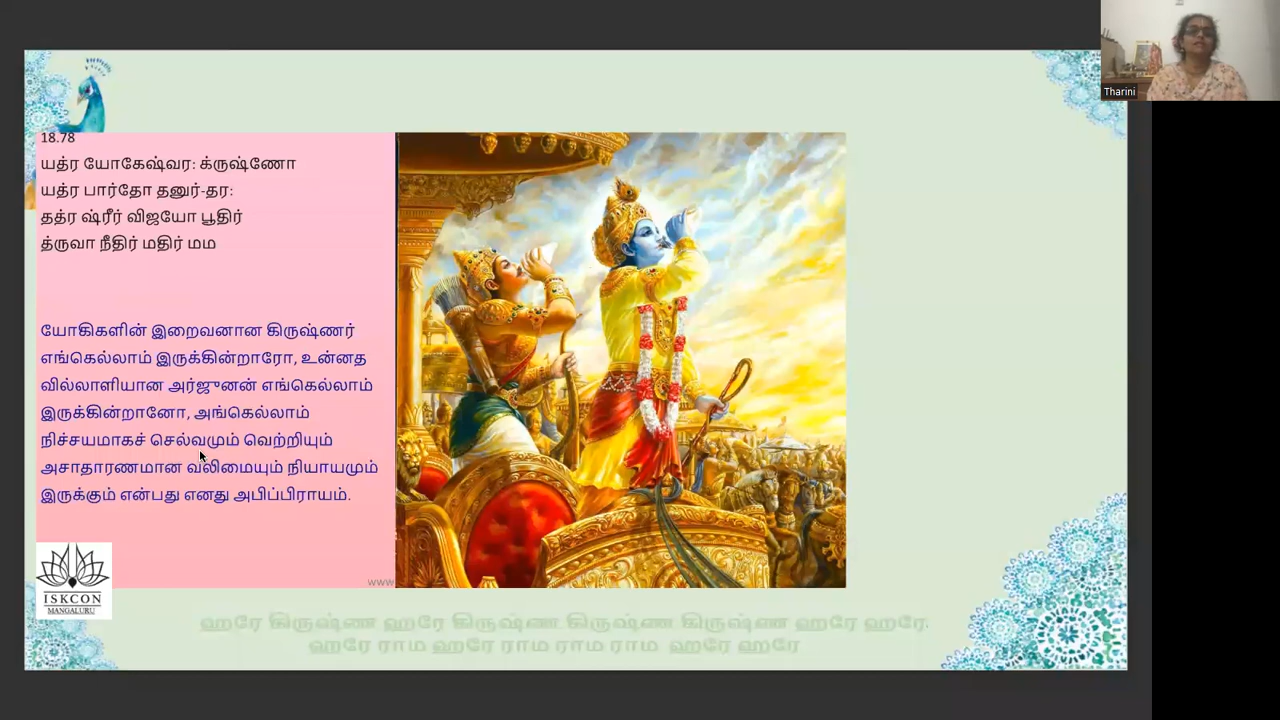 Tharini
18.78
யத்ர யோகேஷ்வர: க்ருஷ்ணோ
யத்ர பார்தோ தனுர்-தர:
தத்ர ஷ்ரீர் விஜயோ பூதிர்
த்ருவா நீதிர் மதிர் மம
யோகிகளின் இறைவனான கிருஷ்ணர்
எங்கெல்லாம் இருக்கின்றாரோ, உன்னத
வில்லாளியான அர்ஜுனன் எங்கெல்லாம்
இருக்கின்றானோ, அங்கெல்லாம்
நிச்சயமாகச் செல்வமும் வெற்றியும்
அசாதாரணமான வலிமையும் நியாயமும்
இருக்கும் என்பது எனது அபிப்பிராயம்.
www
ISKCON
MANGALURU
ஹரே கிருஷ்ண ஹரே கிருஷ்ண கிருஷ்ண கிருஷ்ண ஹரே ஹரே
ஹரே ராம ஹரே ராம ராம ராம ஹரே ஹரே